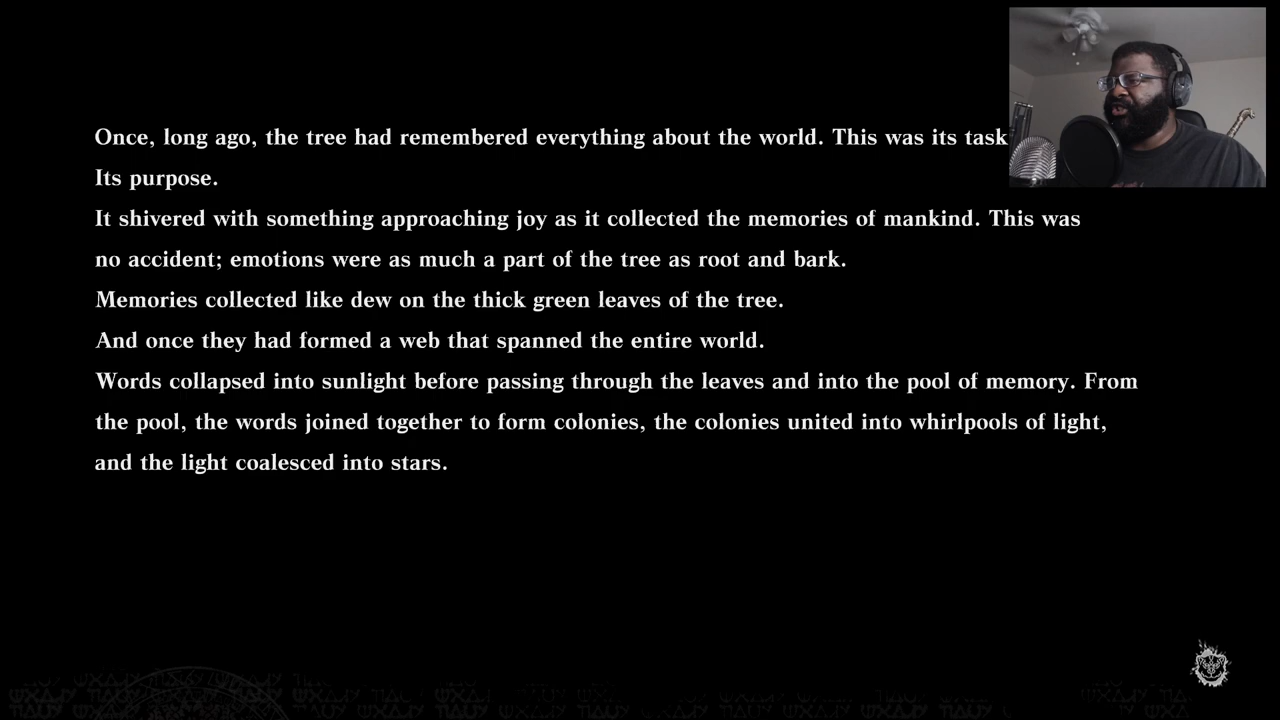 Once, long ago, the tree had remembered everything about the world. This was its task
Its purpose.
It shivered with something approaching joy as it collected the memories of mankind. This was
no accident; emotions were as much a part of the tree as root and bark.
Memories collected like dew on the thick green leaves of the tree.
And once they had formed a web that spanned the entire world.
Words collapsed into sunlight before passing through the leaves and into the pool of memory. From
the pool, the words joined together to form colonies, the colonies united into whirlpools of light,
and the light coalesced into stars.